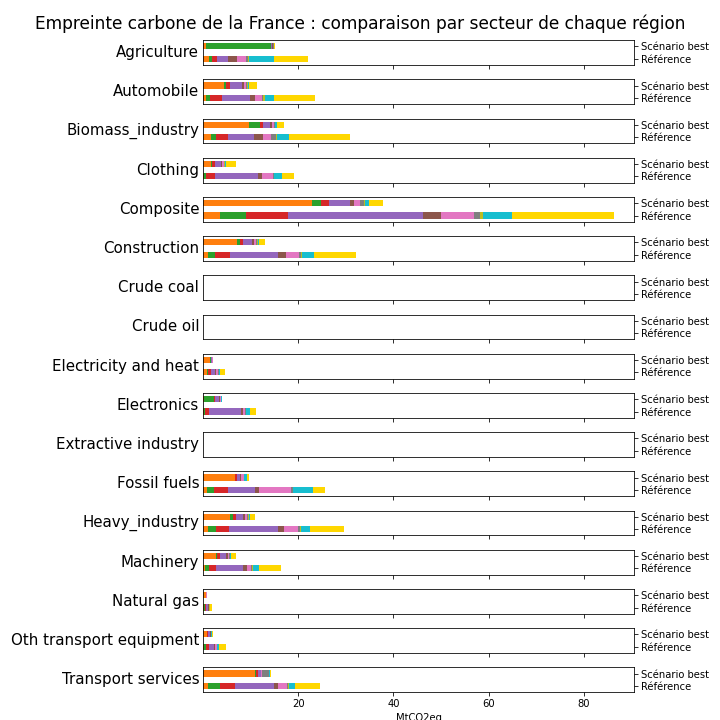 Empreinte carbone de la France : comparaison par secteur de chaque région
Agriculture
Scénario best
Référence
Automobile
Scénario best
Référence
Biomass_industry
Scénario best
Référence
Clothing
Scénario best
Référence
Composite
Scénario best
Référence
Construction
Scénario best
Référence
Crude coal
Scénario best
Référence
Crude oil
Scénario best
Référence
Electricity and heat
Scénario best
Référence
Electronics
Scénario best
Référence
Extractive industry
Scénario best
Référence
Fossil fuels
Scénario best
Référence
Heavy_industry
Scénario best
Référence
Machinery
Scénario best
Référence
Natural gas
Scénario best
Référence
Oth transport equipment
Scénario best
Référence
Transport services
Scénario best
Référence
20 40 60 80
MtCO2eq